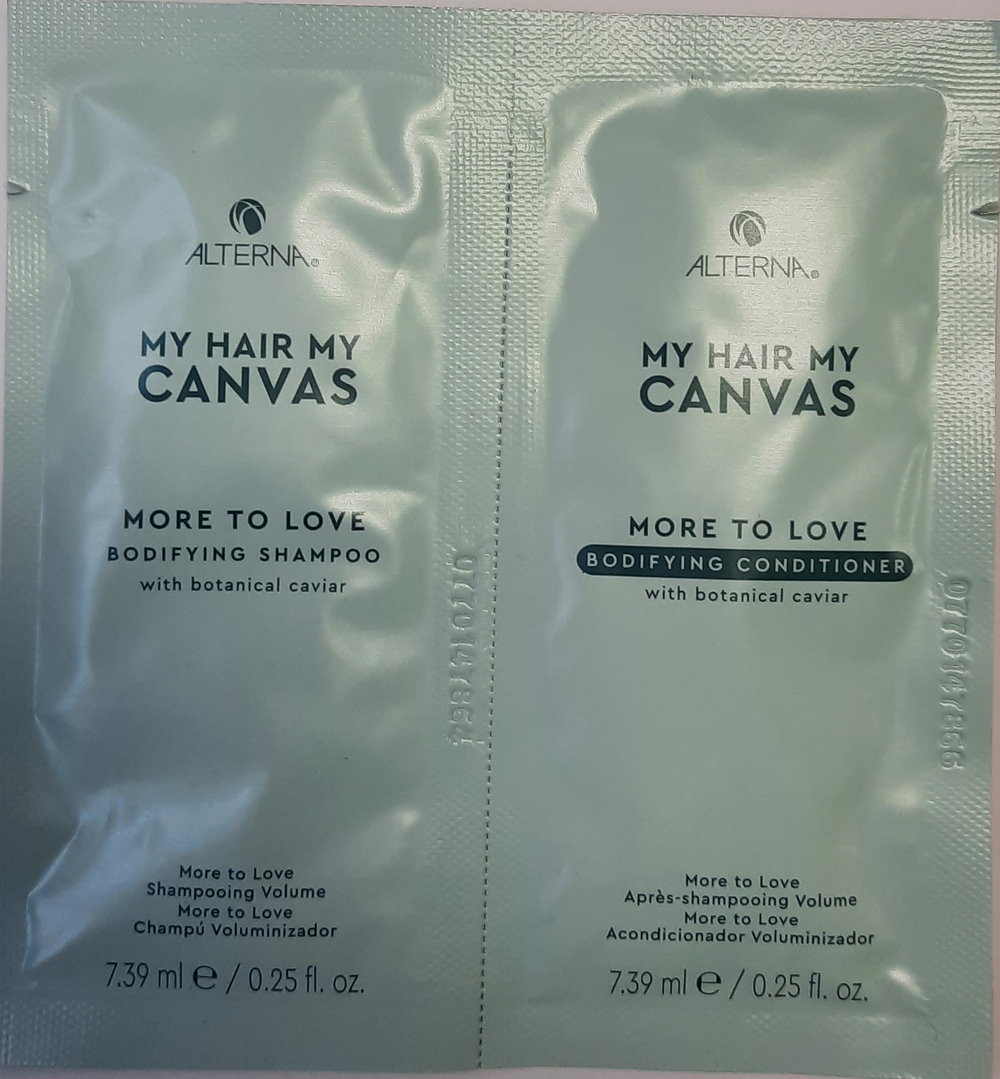 ALTERNA®
MY HAIR MY
CANVAS
MORE TO LOVE
BODIFYING SHAMPOO
with botanical caviar
More to Love
Shampooing Volume
More to Love
Champú Voluminizador
7.39 ml ℮ / 0.25 fl. oz.
ALTERNA®
MY HAIR MY
CANVAS
MORE TO LOVE
BODIFYING CONDITIONER
with botanical caviar
More to Love
Après-shampooing Volume
More to Love
Acondicionador Voluminizador
7.39 ml ℮ / 0.25 fl. oz.